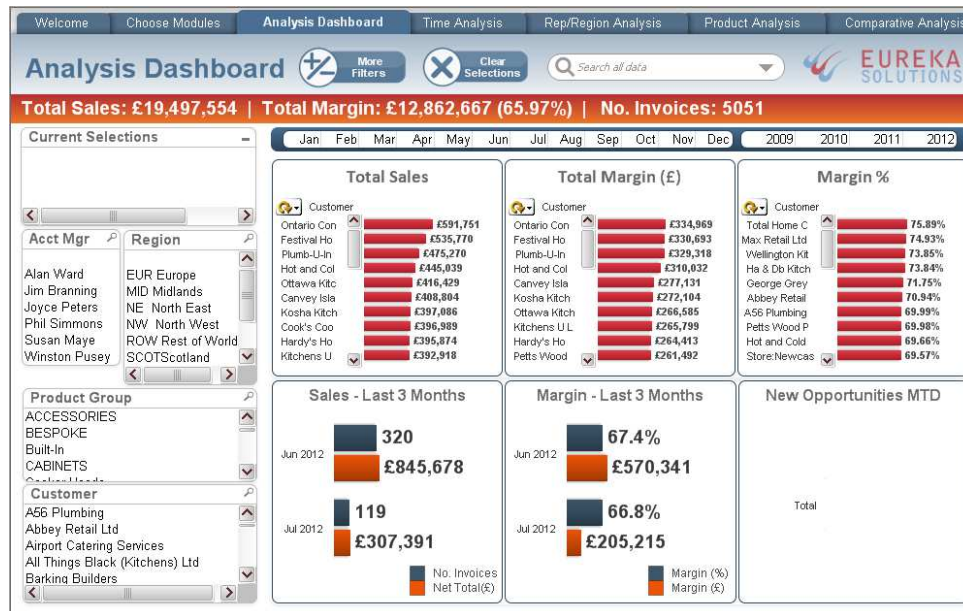 Welcome
Choose Modules
Analysis Dashboard
Time Analysis
Rep/Region Analysis
Product Analysis
Comparative Analysis
Analysis Dashboard
More
Filters
Clear
Selections
Search all data
EUREKA
SOLUTIONS
Total Sales: £19,497,554 | Total Margin: £12,862,667 (65.97%) | No. Invoices: 5051
Current Selections
Jan Feb Mar Apr May Jun Jul Aug Sep Oct Nov Dec
2009 2010 2011 2012
Acct Mgr
Alan Ward
Jim Branning
Joyce Peters
Phil Simmons
Susan Maye
Winston Pusey
Region
EUR Europe
MID Midlands
NE North East
NW North West
ROW Rest of World
SCOTScotland
Product Group
ACCESSORIES
BESPOKE
Built-In
CABINETS
Customer
A56 Plumbing
Abbey Retail Ltd
Airport Catering Services
All Things Black (Kitchens) Ltd
Barking Builders
Total Sales
Customer
Ontario Con £591,751
Festival Ho £535,770
Plumb-U-In £475,270
Hot and Col £445,039
Ottawa Kitc £416,429
Canvey Isla £408,804
Kosha Kitch £397,086
Cook's Coo £396,989
Hardy's Ho £395,874
Kitchens U £392,918
Total Margin (£)
Customer
Ontario Con £334,969
Festival Ho £330,693
Plumb-U-In £329,318
Hot and Col £310,032
Canvey Isla £277,131
Kosha Kitch £272,104
Ottawa Kitch £266,585
Kitchens U L £265,799
Hardy's Ho £264,413
Petts Wood £261,492
Margin %
Customer
Total Home C 75.89%
Max Retail Ltd 74.93%
Wellington Kit 73.85%
Ha & Db Kitch 73.84%
George Grey 71.75%
Abbey Retail 70.94%
A56 Plumbing 69.99%
Petts Wood P 69.98%
Hot and Cold 69.66%
Store:Newcas 69.57%
Sales - Last 3 Months
Jun 2012
320
£845,678
Jul 2012
119
£307,391
No. Invoices
Net Total(£)
Margin - Last 3 Months
Jun 2012
67.4%
£570,341
Jul 2012
66.8%
£205,215
Margin (%)
Margin (£)
New Opportunities MTD
Total